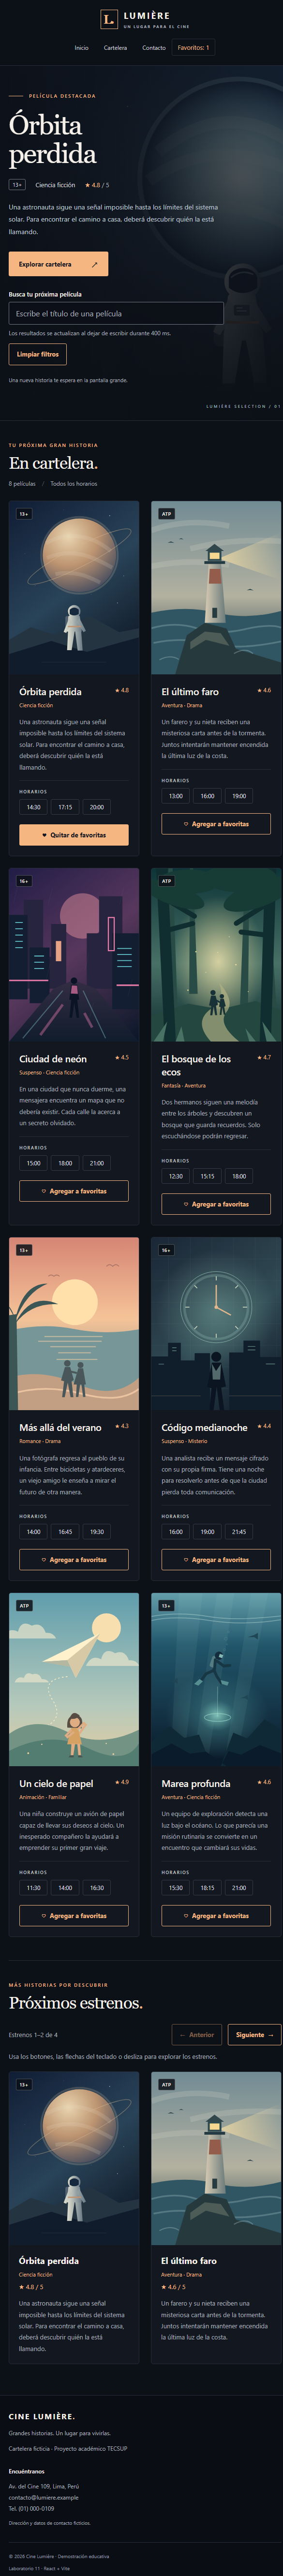 L
LUMIÈRE
UN LUGAR PARA EL CINE
Inicio
Cartelera
Contacto
Favoritos: 1
PELÍCULA DESTACADA
Órbita
perdida
13+
Ciencia ficción
★ 4.8 / 5
Una astronauta sigue una señal imposible hasta los límites del sistema
solar. Para encontrar el camino a casa, deberá descubrir quién la está
llamando.
Explorar cartelera ↗
Busca tu próxima película
Escribe el título de una película
Los resultados se actualizan al dejar de escribir durante 400 ms.
Limpiar filtros
Una nueva historia te espera en la pantalla grande.
LUMIÈRE SELECTION / 01
TU PRÓXIMA GRAN HISTORIA
En cartelera.
8 películas / Todos los horarios
13+
Órbita perdida
★ 4.8
Ciencia ficción
Una astronauta sigue una señal
imposible hasta los límites del sistema
solar. Para encontrar el camino a casa,
deberá descubrir quién la está
llamando.
HORARIOS
14:30
17:15
20:00
♥ Quitar de favoritas
ATP
El último faro
★ 4.6
Aventura · Drama
Un farero y su nieta reciben una
misteriosa carta antes de la tormenta.
Juntos intentarán mantener encendida
la última luz de la costa.
HORARIOS
13:00
16:00
19:00
♡ Agregar a favoritas
16+
Ciudad de neón
★ 4.5
Suspenso · Ciencia ficción
En una ciudad que nunca duerme, una
mensajera encuentra un mapa que no
debería existir. Cada calle la acerca a
un secreto olvidado.
HORARIOS
15:00
18:00
21:00
♡ Agregar a favoritas
ATP
El bosque de los
ecos
★ 4.7
Fantasía · Aventura
Dos hermanos siguen una melodía
entre los árboles y descubren un
bosque que guarda recuerdos. Solo
escuchándose podrán regresar.
HORARIOS
12:30
15:15
18:00
♡ Agregar a favoritas
13+
Más allá del verano
★ 4.3
Romance · Drama
Una fotógrafa regresa al pueblo de su
infancia. Entre bicicletas y atardeceres,
un viejo amigo le enseña a mirar el
futuro de otra manera.
HORARIOS
14:00
16:45
19:30
♡ Agregar a favoritas
16+
Código medianoche
★ 4.4
Suspenso · Misterio
Una analista recibe un mensaje cifrado
con su propia firma. Tiene una noche
para resolverlo antes de que la ciudad
pierda toda comunicación.
HORARIOS
16:00
19:00
21:45
♡ Agregar a favoritas
ATP
Un cielo de papel
★ 4.9
Animación · Familiar
Una niña construye un avión de papel
capaz de llevar sus deseos al cielo. Un
inesperado compañero la ayudará a
emprender su primer gran viaje.
HORARIOS
11:30
14:00
16:30
♡ Agregar a favoritas
13+
Marea profunda
★ 4.6
Aventura · Ciencia ficción
Un equipo de exploración detecta una
luz bajo el océano. Lo que parecía una
misión rutinaria se convierte en un
encuentro que cambiará sus vidas.
HORARIOS
15:30
18:15
21:00
♡ Agregar a favoritas
MÁS HISTORIAS POR DESCUBRIR
Próximos estrenos.
Estrenos 1–2 de 4
← Anterior
Siguiente →
Usa los botones, las flechas del teclado o desliza para explorar los estrenos.
13+
Órbita perdida
Ciencia ficción
★ 4.8 / 5
Una astronauta sigue una señal
imposible hasta los límites del sistema
solar. Para encontrar el camino a casa,
deberá descubrir quién la está
llamando.
ATP
El último faro
Aventura · Drama
★ 4.6 / 5
Un farero y su nieta reciben una
misteriosa carta antes de la tormenta.
Juntos intentarán mantener encendida
la última luz de la costa.
CINE LUMIÈRE.
Grandes historias. Un lugar para vivirlas.
Cartelera ficticia · Proyecto académico TECSUP
Encuéntranos
Av. del Cine 109, Lima, Perú
contacto@lumiere.example
Tel. (01) 000-0109
Dirección y datos de contacto ficticios.
© 2026 Cine Lumière · Demostración educativa
Laboratorio 11 · React + Vite